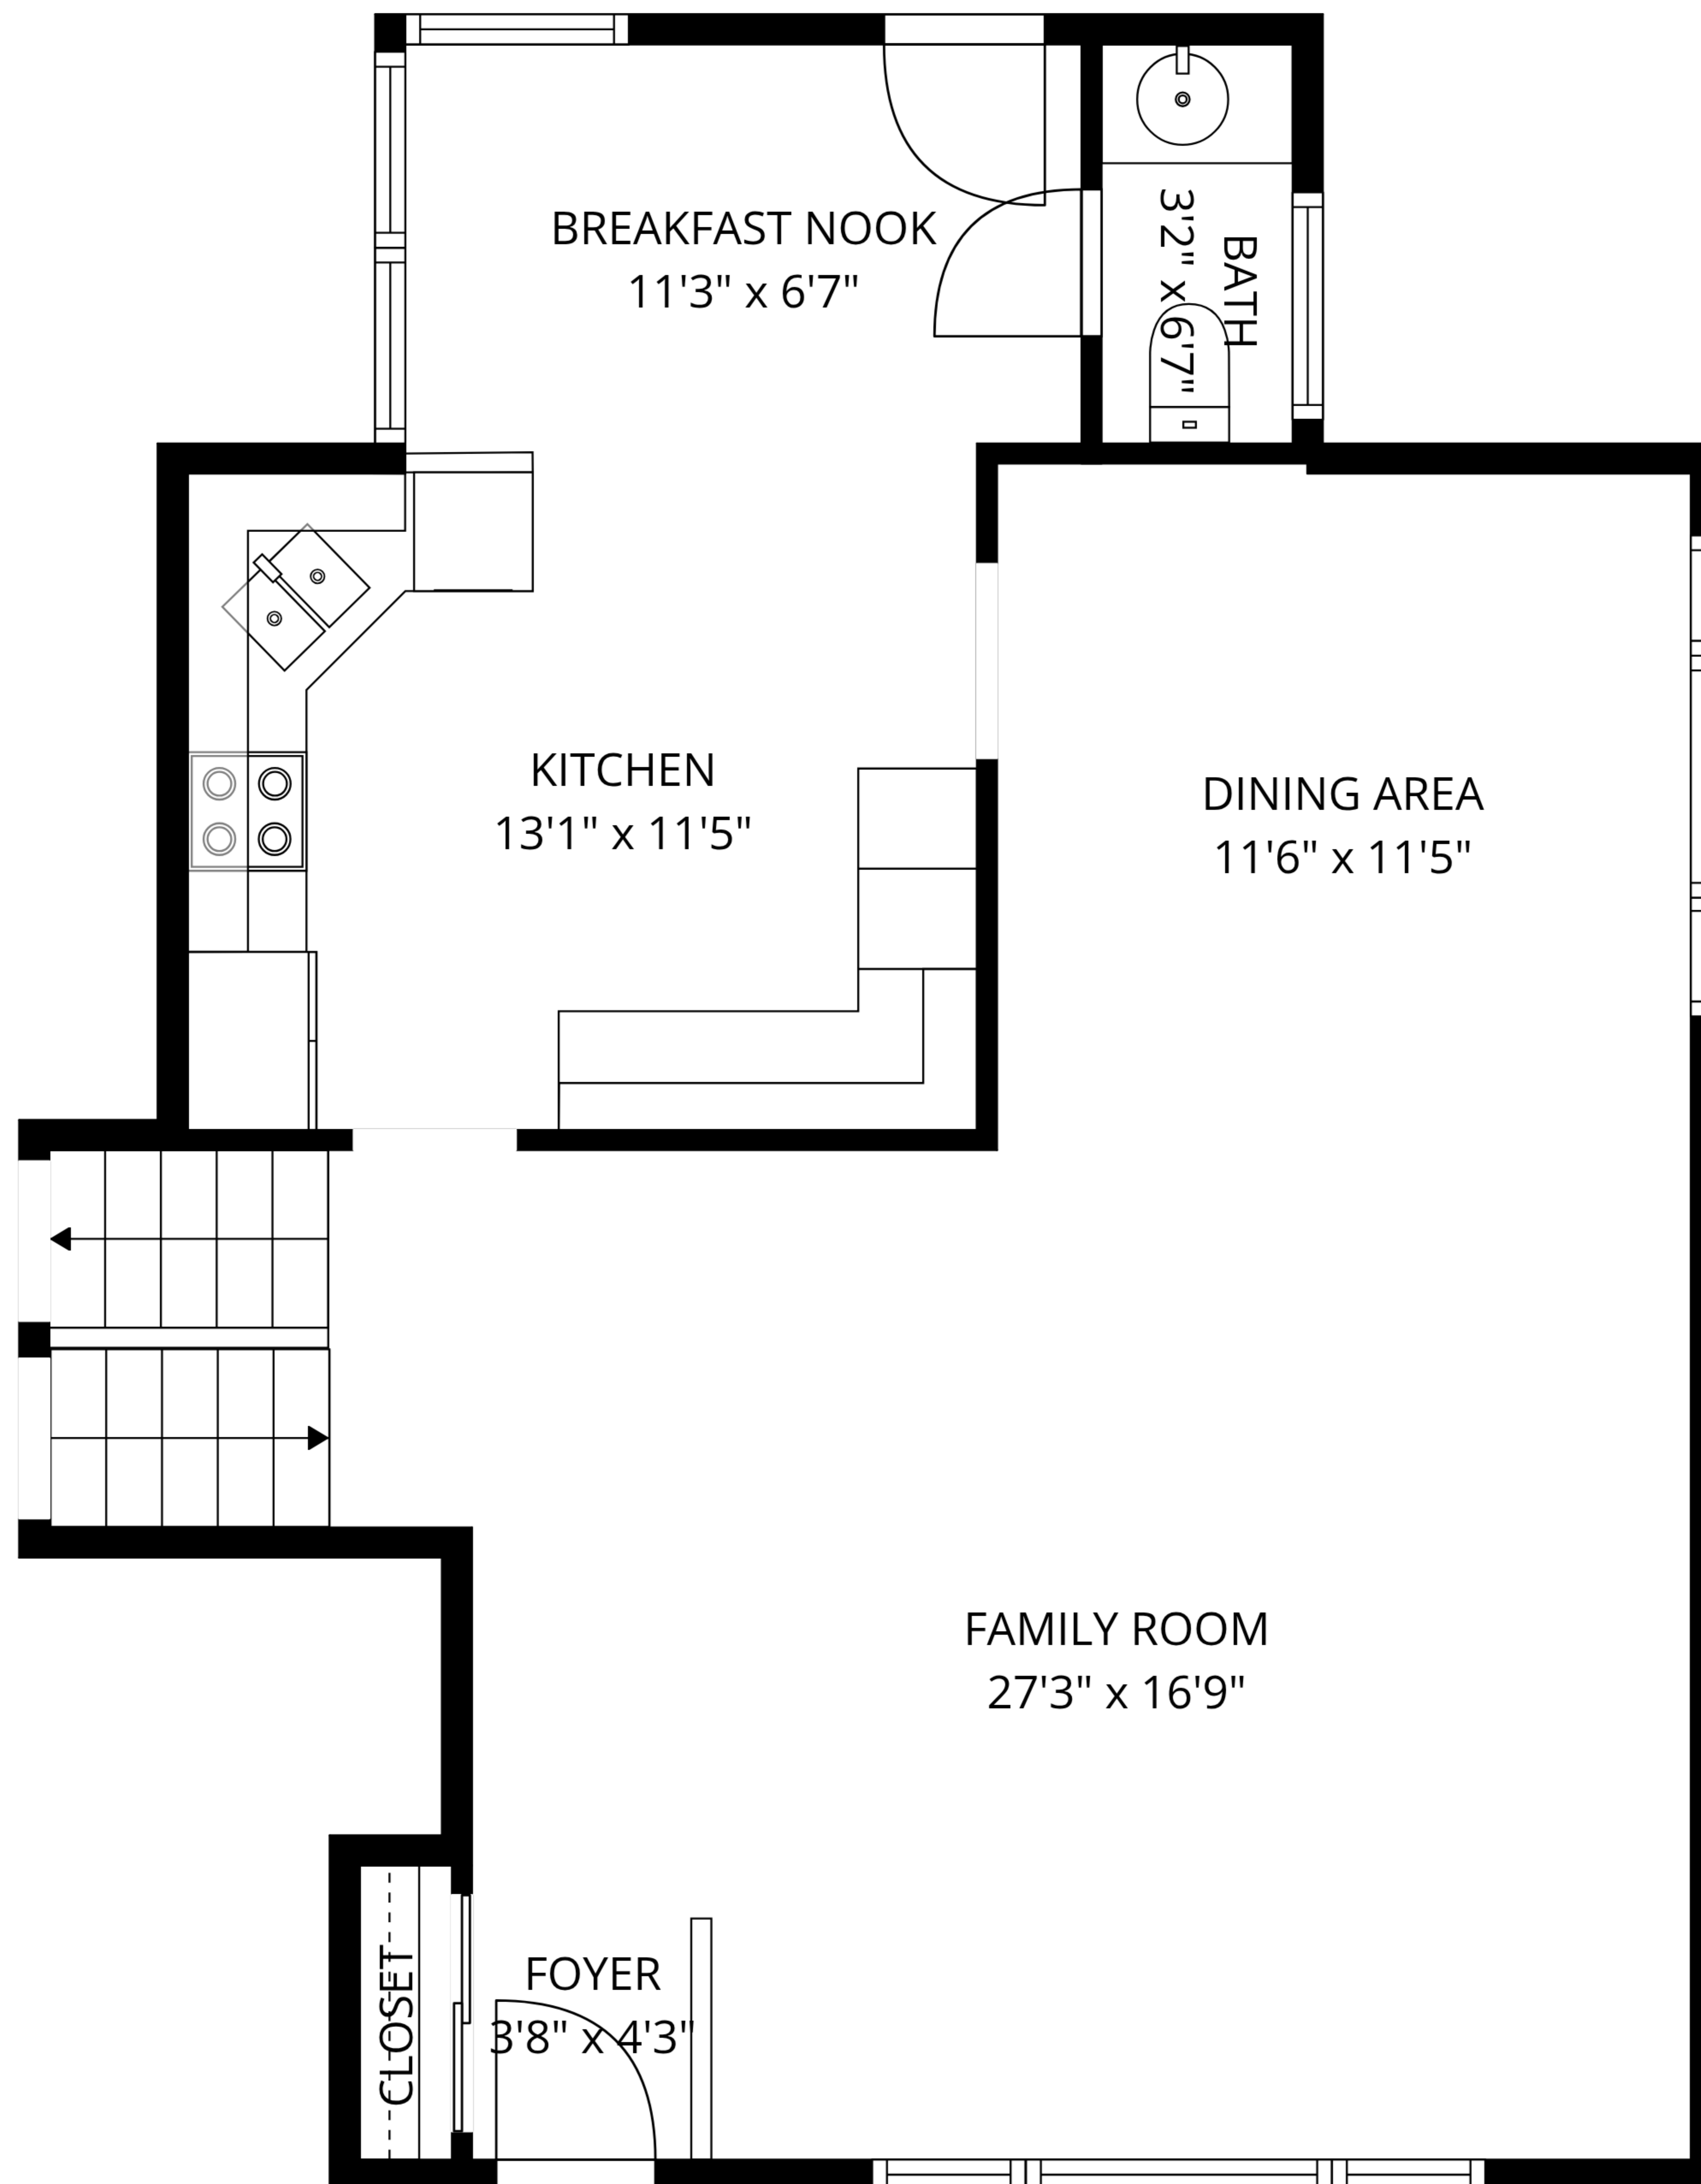 BREAKFAST NOOK
11'3" x 6'7"
BATH
3'2" x 6'7"
KITCHEN
13'1" x 11'5"
DINING AREA
11'6" x 11'5"
FAMILY ROOM
27'3" x 16'9"
FOYER
3'8" x 4'3"
CLOSET